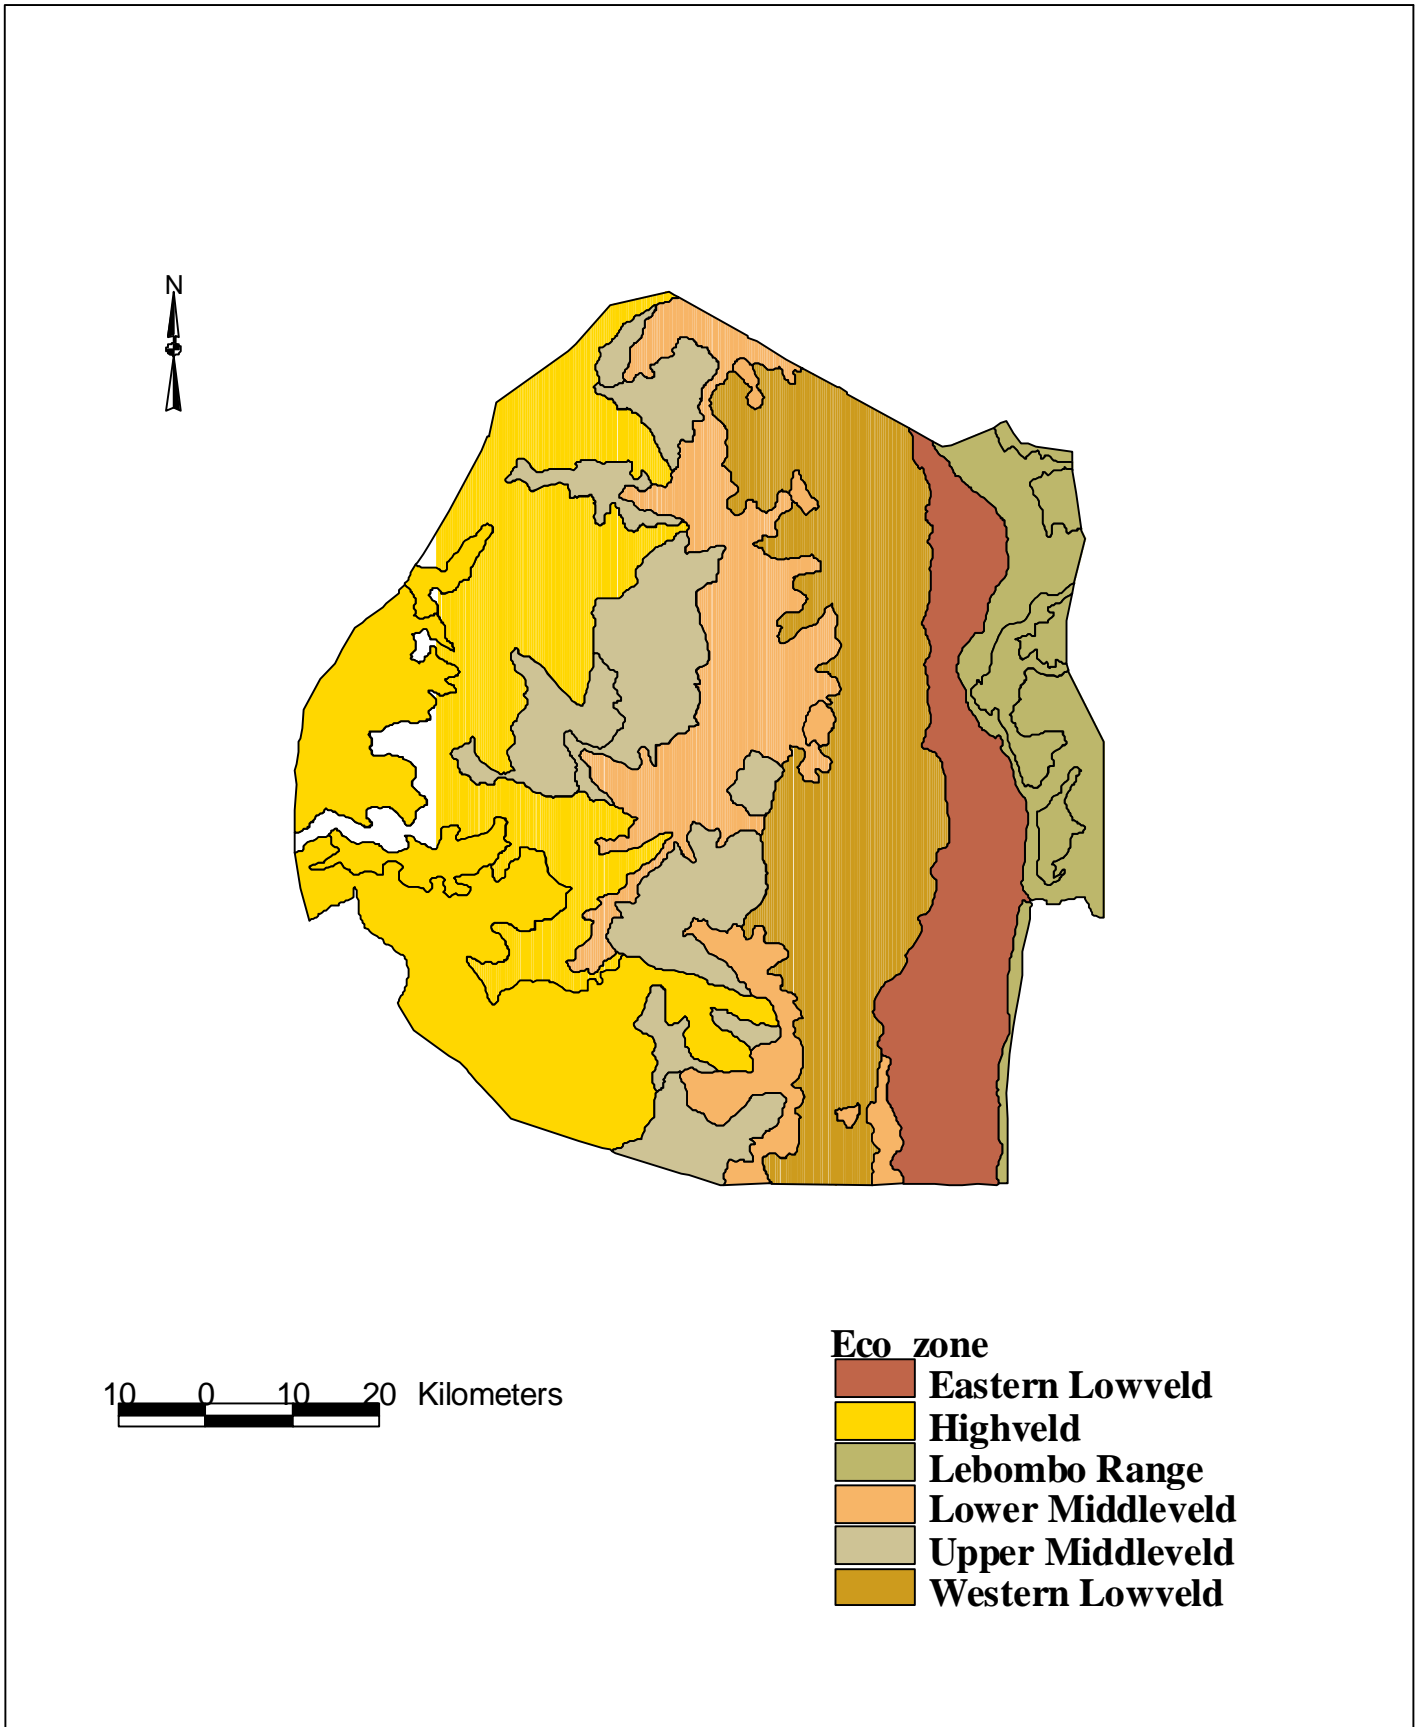 N
10 0 10 20 Kilometers
Eco_zone
Eastern Lowveld
Highveld
Lebombo Range
Lower Middleveld
Upper Middleveld
Western Lowveld